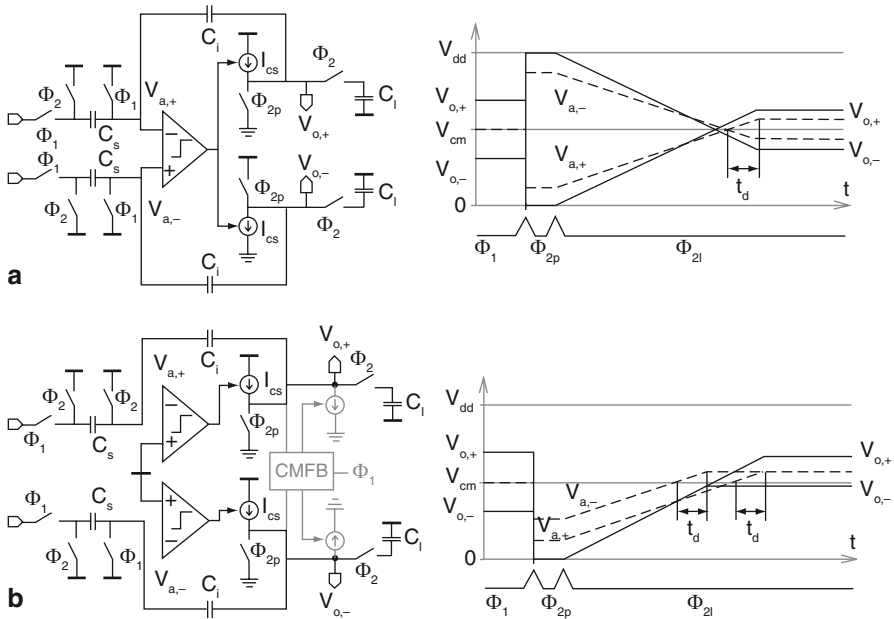 C_i
I_cs
Φ_2
Φ_2 Φ_1
V_a,+
Φ_2p
C_l
Φ_1
C_s
V_o,+
−
+
Φ_1
C_s
V_o,−
Φ_2p
C_l
Φ_2 Φ_1
V_a,−
I_cs
Φ_2
C_i
a
V_dd
V_o,+
V_a,−
V_o,+
V_cm
V_a,+
V_o,−
V_o,−
t_d
0
t
Φ_1 Φ_2p Φ_2l
V_o,+
C_i
Φ_2
V_a,+
I_cs
Φ_2 Φ_2
C_l
−
Φ_2p
Φ_1
C_s
+
CMFB Φ_1
Φ_1
C_s
+
I_cs
−
Φ_2p
C_l
Φ_2 Φ_1
V_a,−
Φ_2
C_i
V_o,−
b
V_dd
V_o,+
V_o,+
V_cm
V_a,−
V_o,−
V_o,−
V_a,+
t_d t_d
0
t
Φ_1 Φ_2p Φ_2l